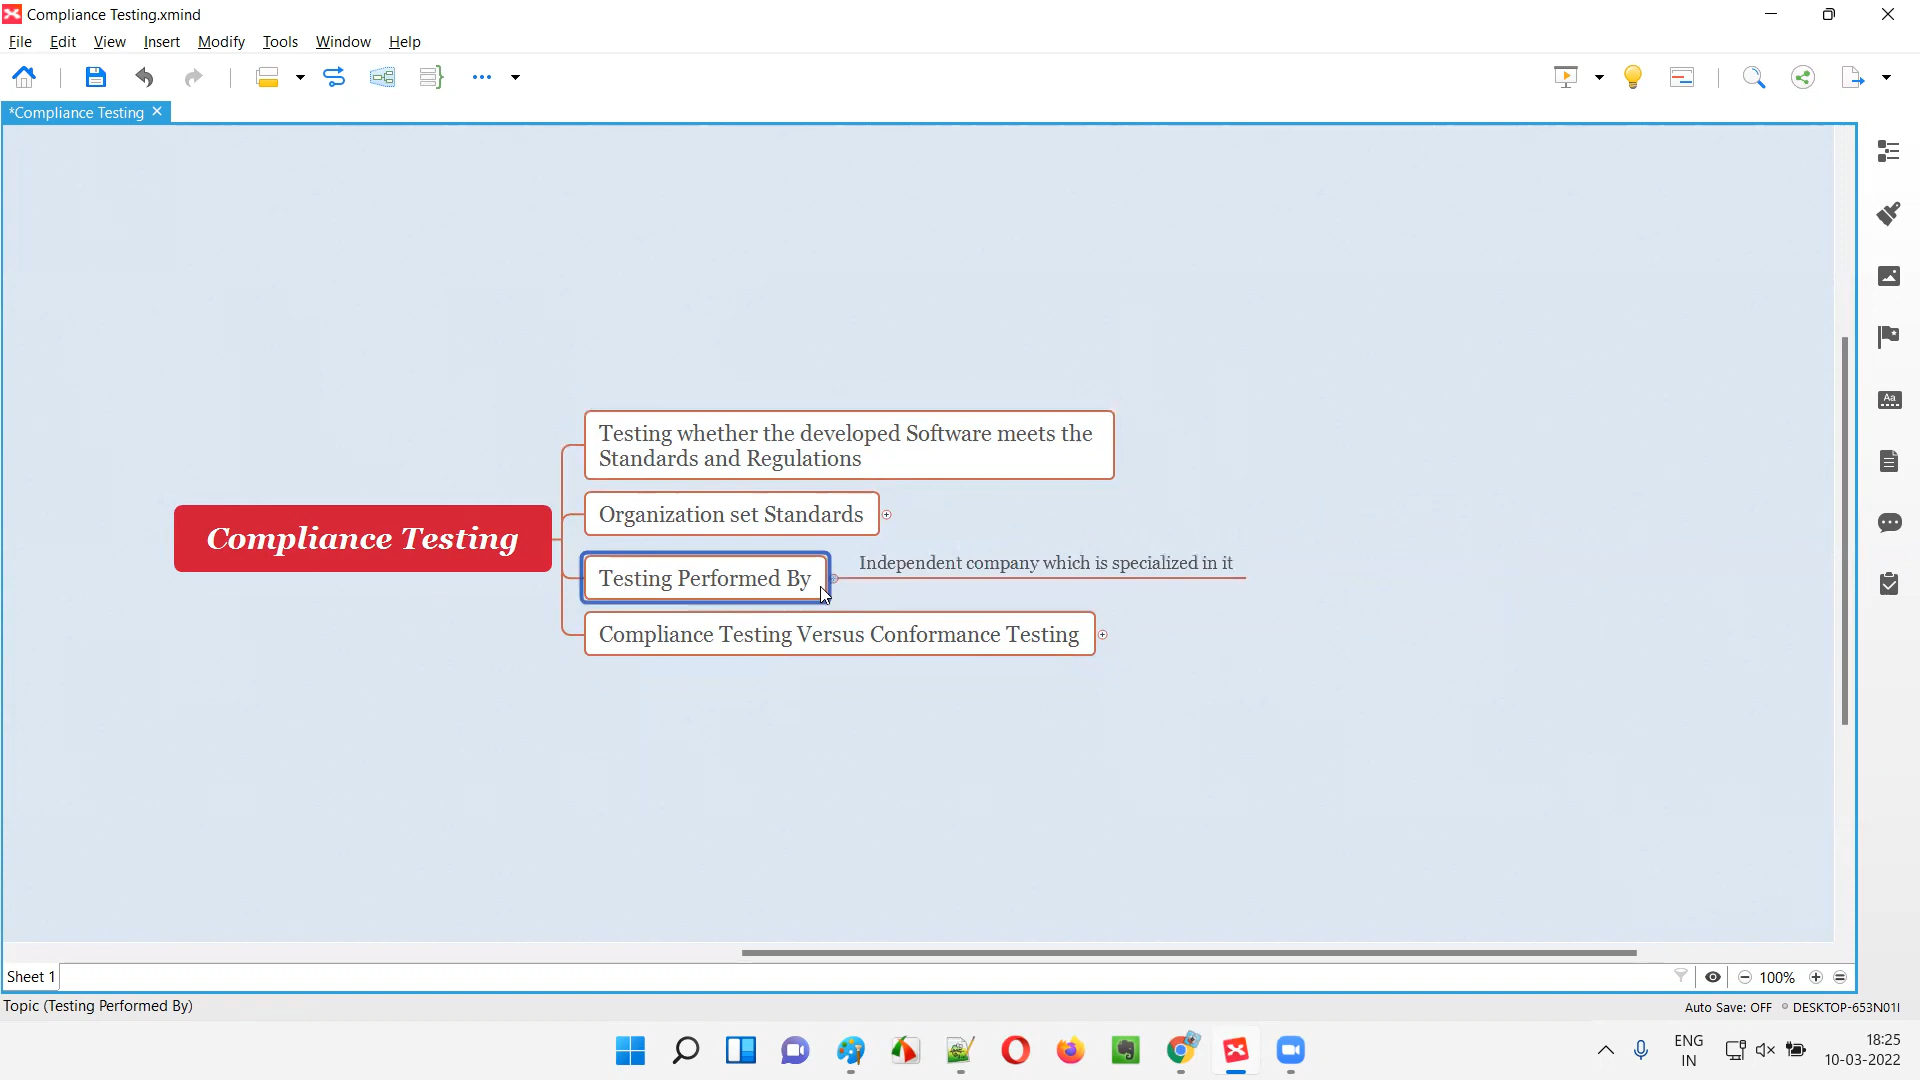 Compliance Testing.xmind
File Edit View Insert Modify Tools Window Help
*Compliance Testing
Testing whether the developed Software meets the
Standards and Regulations
Organization set Standards
Compliance Testing
Testing Performed By
Independent company which is specialized in it
Compliance Testing Versus Conformance Testing
Aa
Sheet 1
100%
Topic (Testing Performed By)
Auto Save: OFF
DESKTOP-653N01I
ENG
IN
18:25
10-03-2022